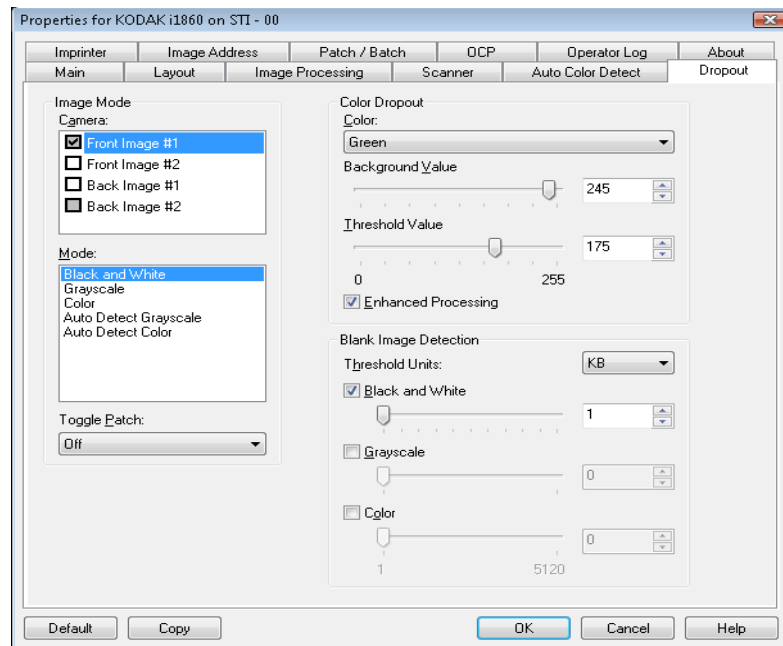 Properties for KODAK i1860 on STI - 00
Imprinter Image Address Patch / Batch OCP Operator Log About
Main Layout Image Processing Scanner Auto Color Detect Dropout
Image Mode
Camera:
Front Image #1
Front Image #2
Back Image #1
Back Image #2
Mode:
Black and White
Grayscale
Color
Auto Detect Grayscale
Auto Detect Color
Toggle Patch:
Off
Color Dropout
Color:
Green
Background Value
245
Threshold Value
175
0 255
Enhanced Processing
Blank Image Detection
Threshold Units: KB
Black and White
1
Grayscale
0
Color
0
1 5120
Default Copy OK Cancel Help